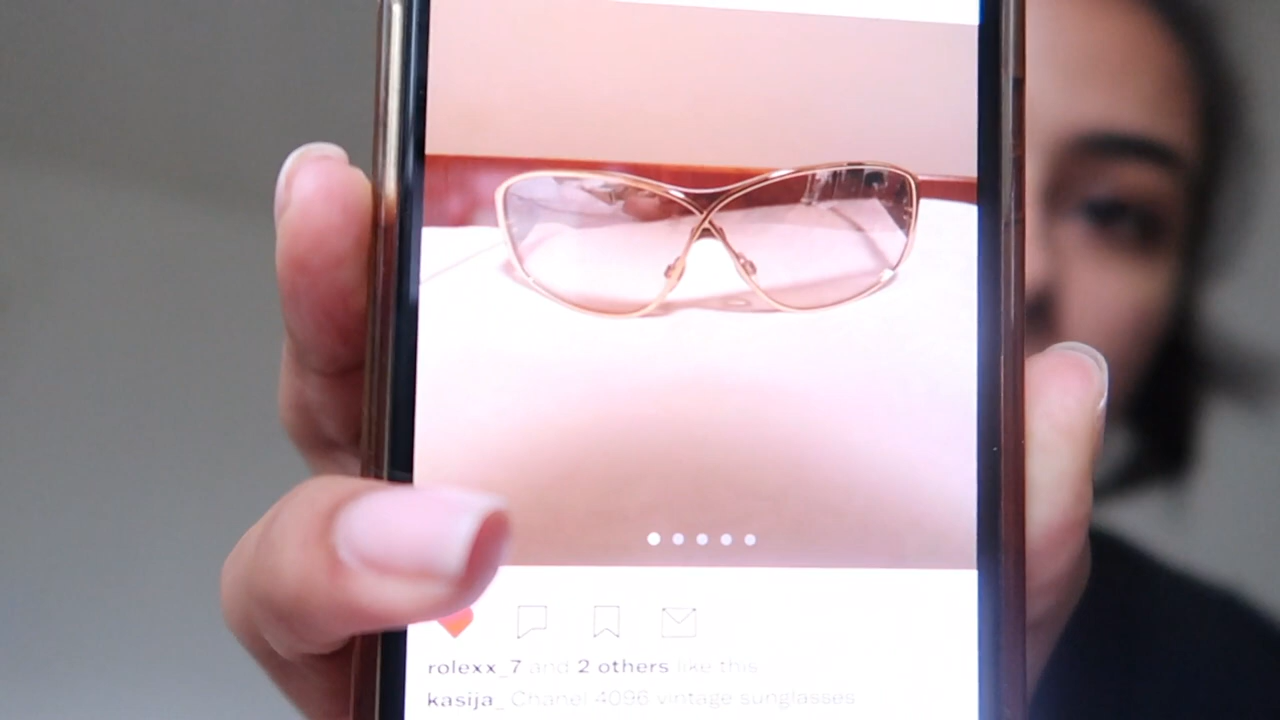 rolexx_7 and 2 others like this
kasija_ Chanel 4096 vintage sunglasses